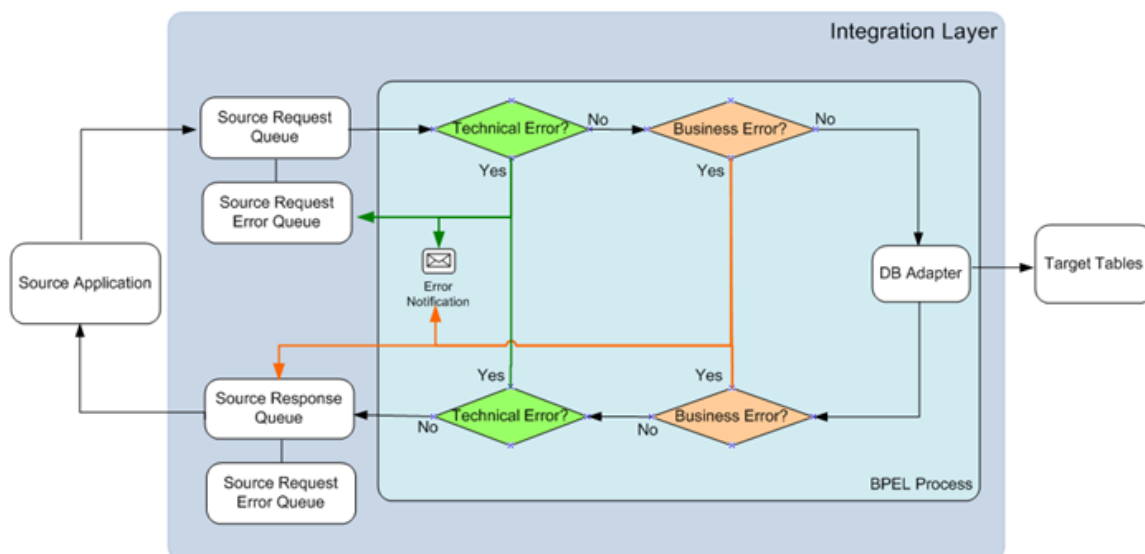 Integration Layer
Source Request
Queue
Technical Error?
No
Business Error?
No
Yes
Yes
Source Request
Error Queue
Source Application
Error
Notification
DB Adapter
Target Tables
Yes
Yes
Source Response
Queue
No
Technical Error?
No
Business Error?
Source Request
Error Queue
BPEL Process